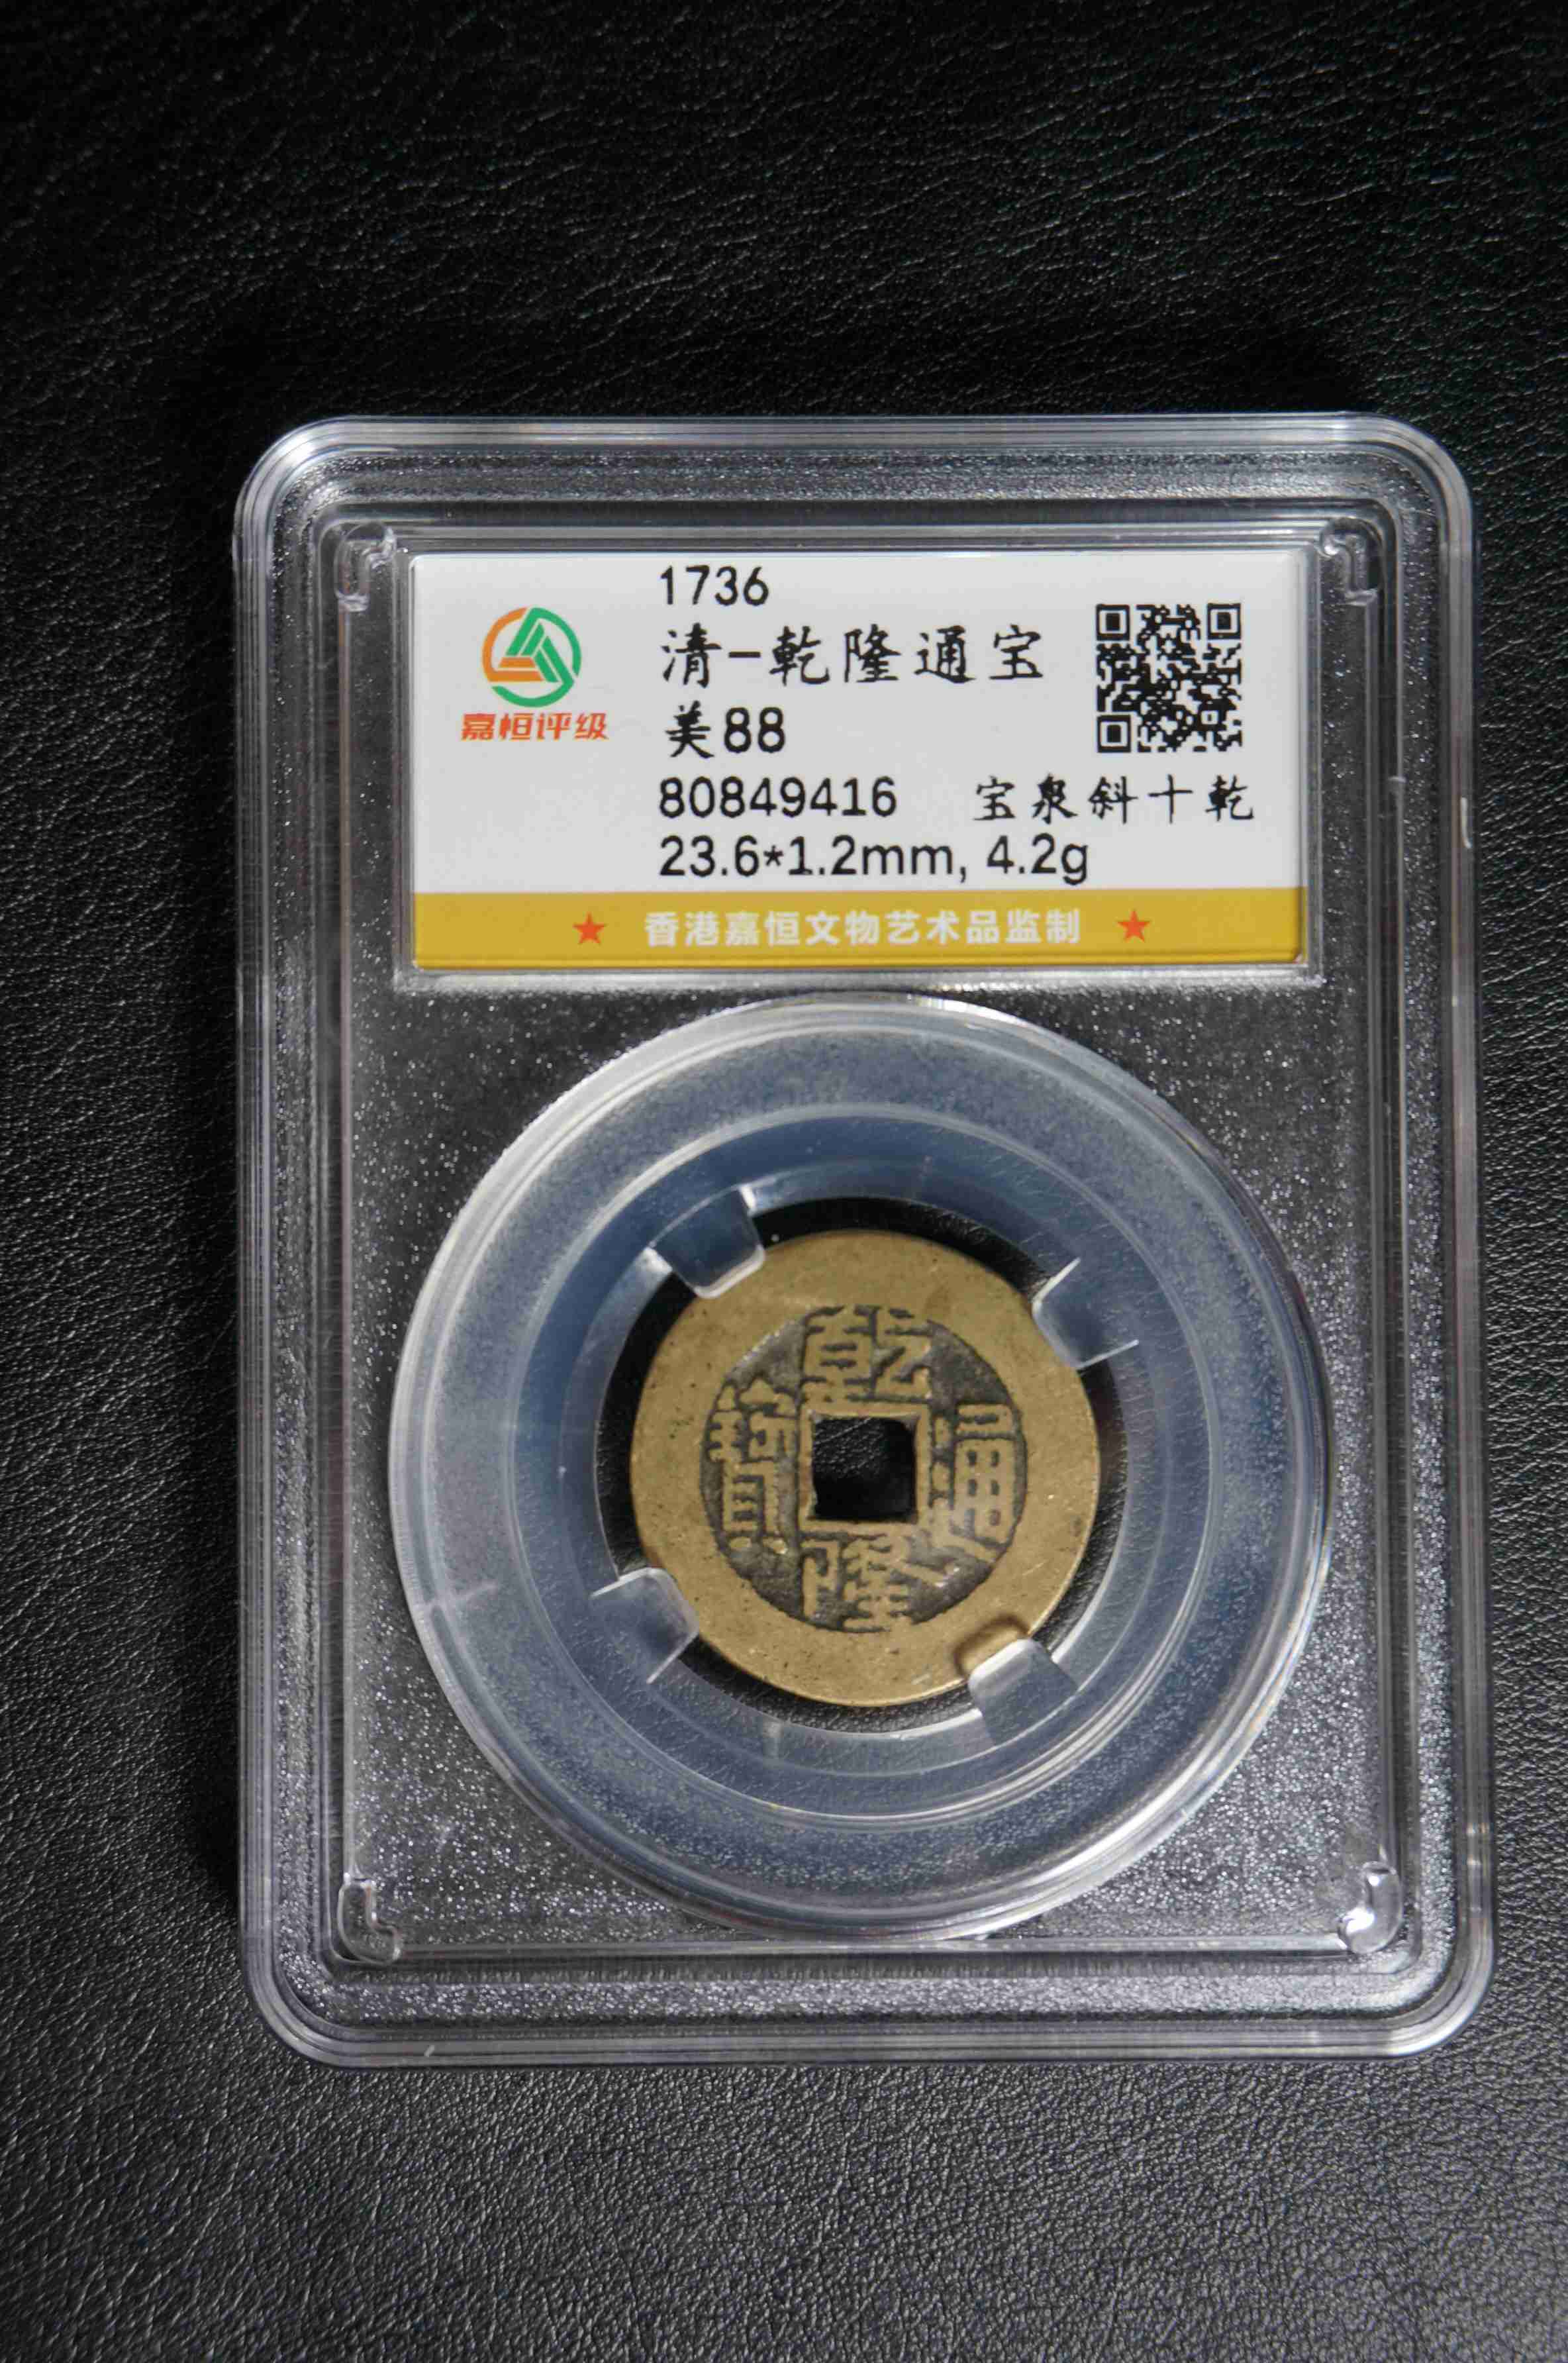 1736
清-乾隆通宝
嘉恒评级
美88
80849416 宝泉斜十乾
23.6*1.2mm, 4.2g
★ 香港嘉恒文物艺术品监制 ★
乾隆通寶